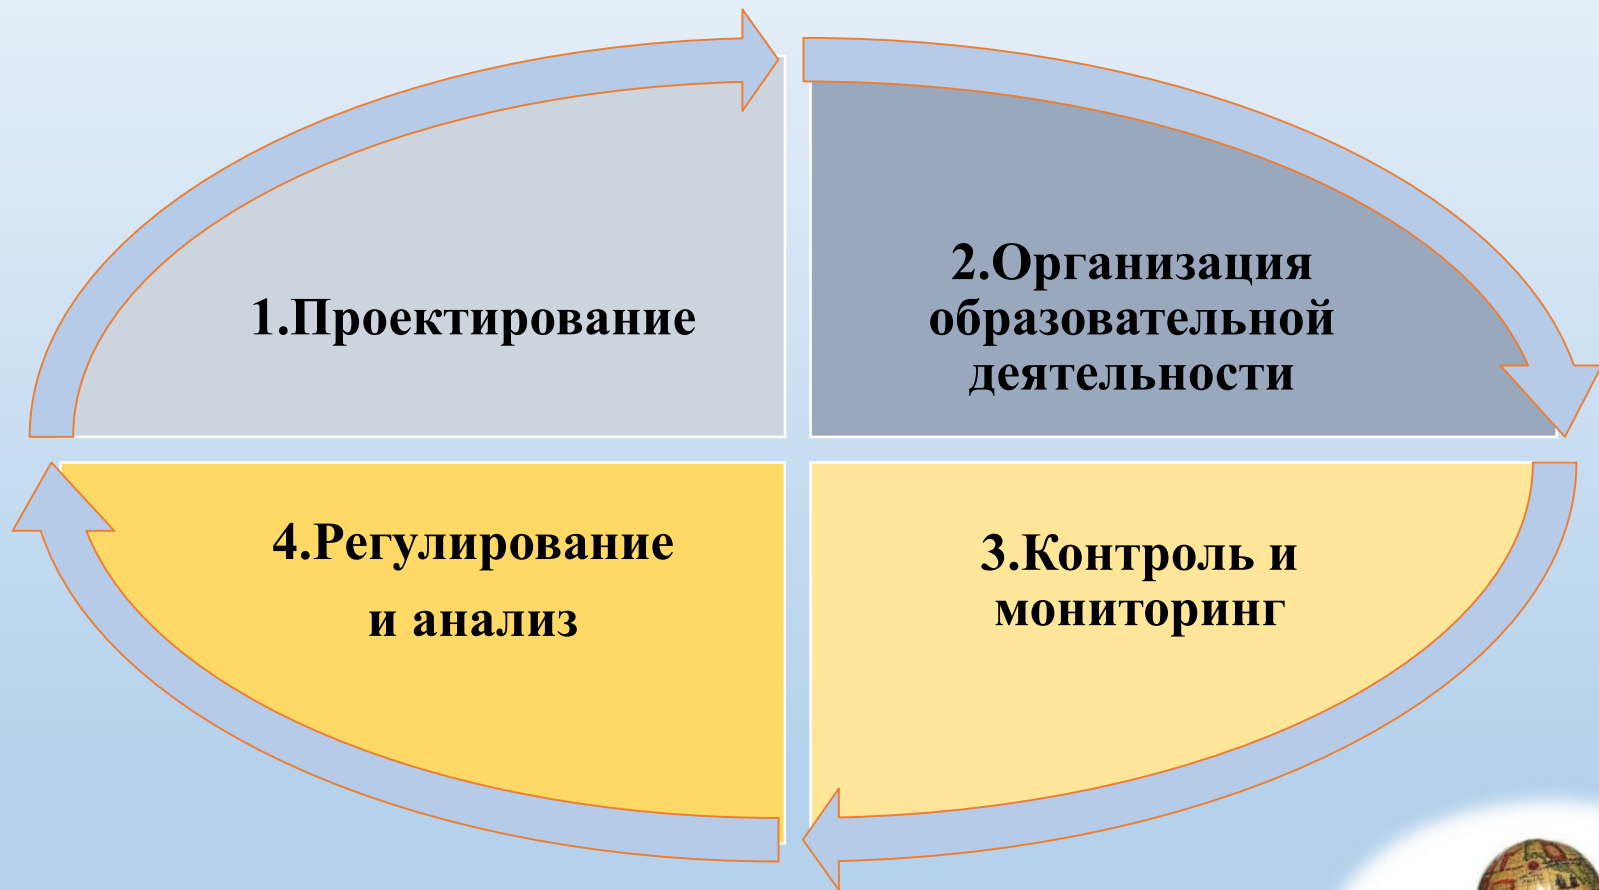 1.Проектирование
2.Организация
образовательной
деятельности
3.Контроль и
мониторинг
4.Регулирование
и анализ